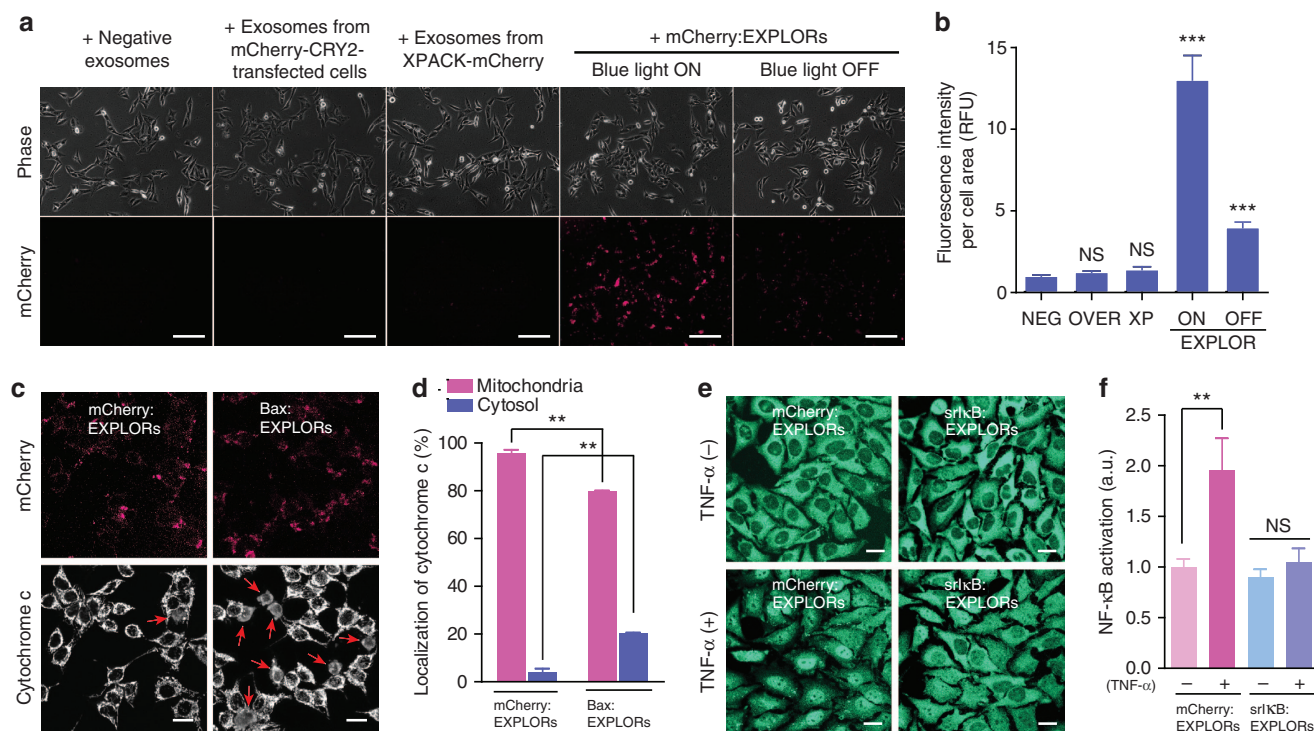 a
+ Negative
exosomes
+ Exosomes from
mCherry-CRY2-
transfected cells
+ Exosomes from
XPACK-mCherry
+ mCherry:EXPLORs
Blue light ON
Blue light OFF
Phase
mCherry
b
Fluorescence intensity
per cell area (RFU)
15
10
5
0
NS
NS
***
***
NEG
OVER
XP
ON
OFF
EXPLOR
c
mCherry:
EXPLORs
Bax:
EXPLORs
mCherry
Cytochrome c
d
Mitochondria
Cytosol
Localization of cytochrome c (%)
100
80
60
40
20
0
**
**
mCherry:
EXPLORs
Bax:
EXPLORs
e
TNF-α (–)
TNF-α (+)
mCherry:
EXPLORs
srIκB:
EXPLORs
mCherry:
EXPLORs
srIκB:
EXPLORs
f
NF-κB activation (a.u.)
2.5
2.0
1.5
1.0
0.5
0.0
**
NS
(TNF-α)
– + – +
mCherry:
EXPLORs
srIκB:
EXPLORs